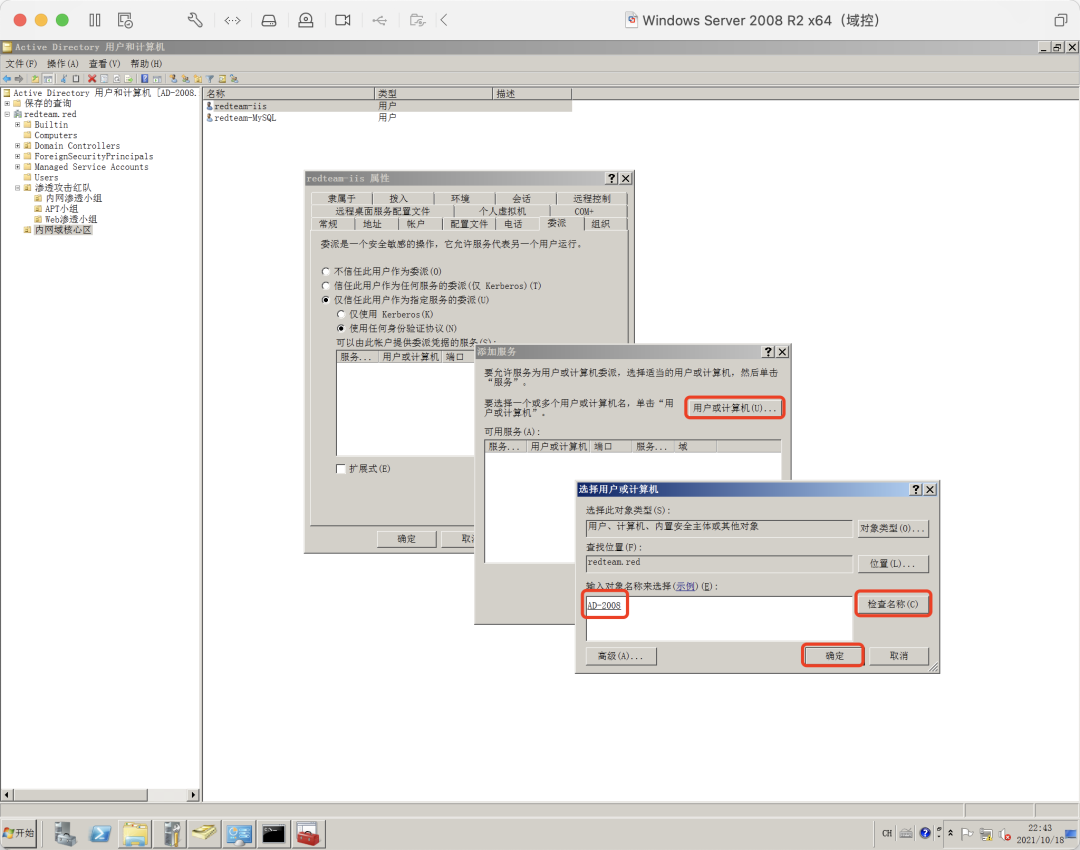 Windows Server 2008 R2 x64（域控）
Active Directory 用户和计算机
文件(F) 操作(A) 查看(V) 帮助(H)
Active Directory 用户和计算机 [AD-2008.
保存的查询
redteam.red
Builtin
Computers
Domain Controllers
ForeignSecurityPrincipals
Managed Service Accounts
Users
渗透攻击红队
内网渗透小组
APT小组
Web渗透小组
内网域核心区
名称 类型 描述
redteam-iis 用户
redteam-MySQL 用户
redteam-iis 属性
隶属于 拨入 环境 会话 远程控制
远程桌面服务配置文件 个人虚拟机 COM+
常规 地址 帐户 配置文件 电话 委派 组织
委派是一个安全敏感的操作，它允许服务代表另一个用户运行。
不信任此用户作为委派(O)
信任此用户作为任何服务的委派(仅 Kerberos)(T)
仅信任此用户作为指定服务的委派(U)
仅使用 Kerberos(K)
使用任何身份验证协议(N)
可以由此帐户提供委派凭据的服务(S):
服务... 用户或计算机 端口
扩展式(E)
确定
添加服务
要允许服务为用户或计算机委派，选择适当的用户或计算机，然后单击
“服务”。
要选择一个或多个用户或计算机名，单击“用
户或计算机”。
用户或计算机(U)...
可用服务(A):
服务... 用户或计算机 端口 服务... 域
选择用户或计算机
选择此对象类型(S):
用户、计算机、内置安全主体或其他对象
对象类型(O)...
查找位置(F):
redteam.red
位置(L)...
输入对象名称来选择(示例)(E):
AD-2008
检查名称(C)
高级(A)...
确定
取消
开始
CH
22:43
2021/10/18